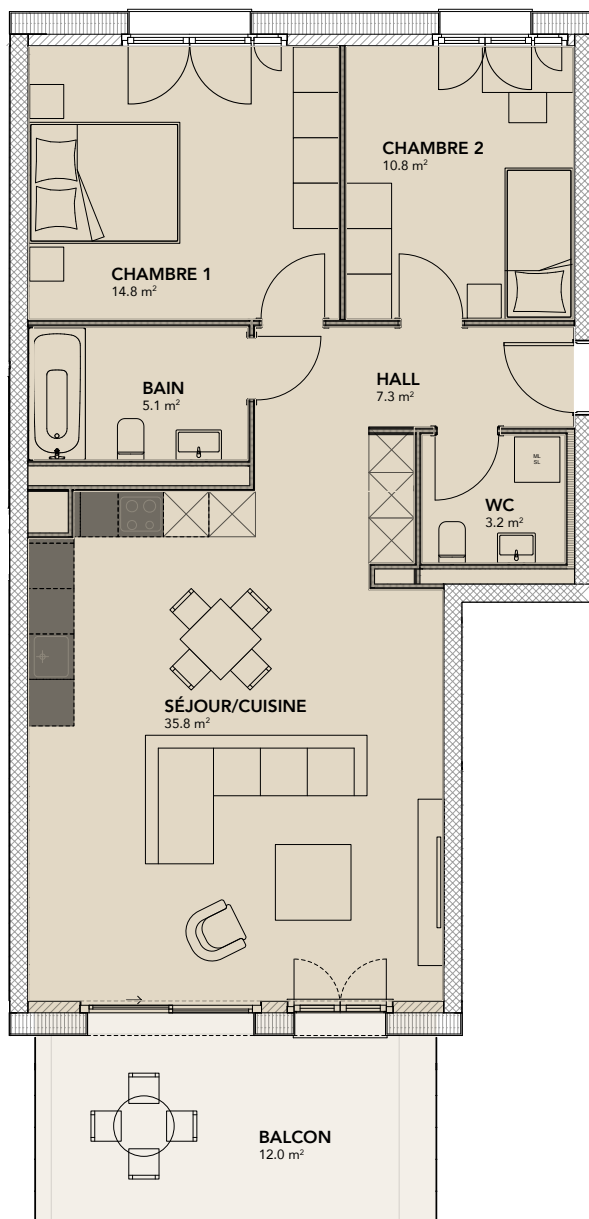 CHAMBRE 2
10.8 m²
CHAMBRE 1
14.8 m²
BAIN
5.1 m²
HALL
7.3 m²
ML
SL
WC
3.2 m²
SÉJOUR/CUISINE
35.8 m²
BALCON
12.0 m²